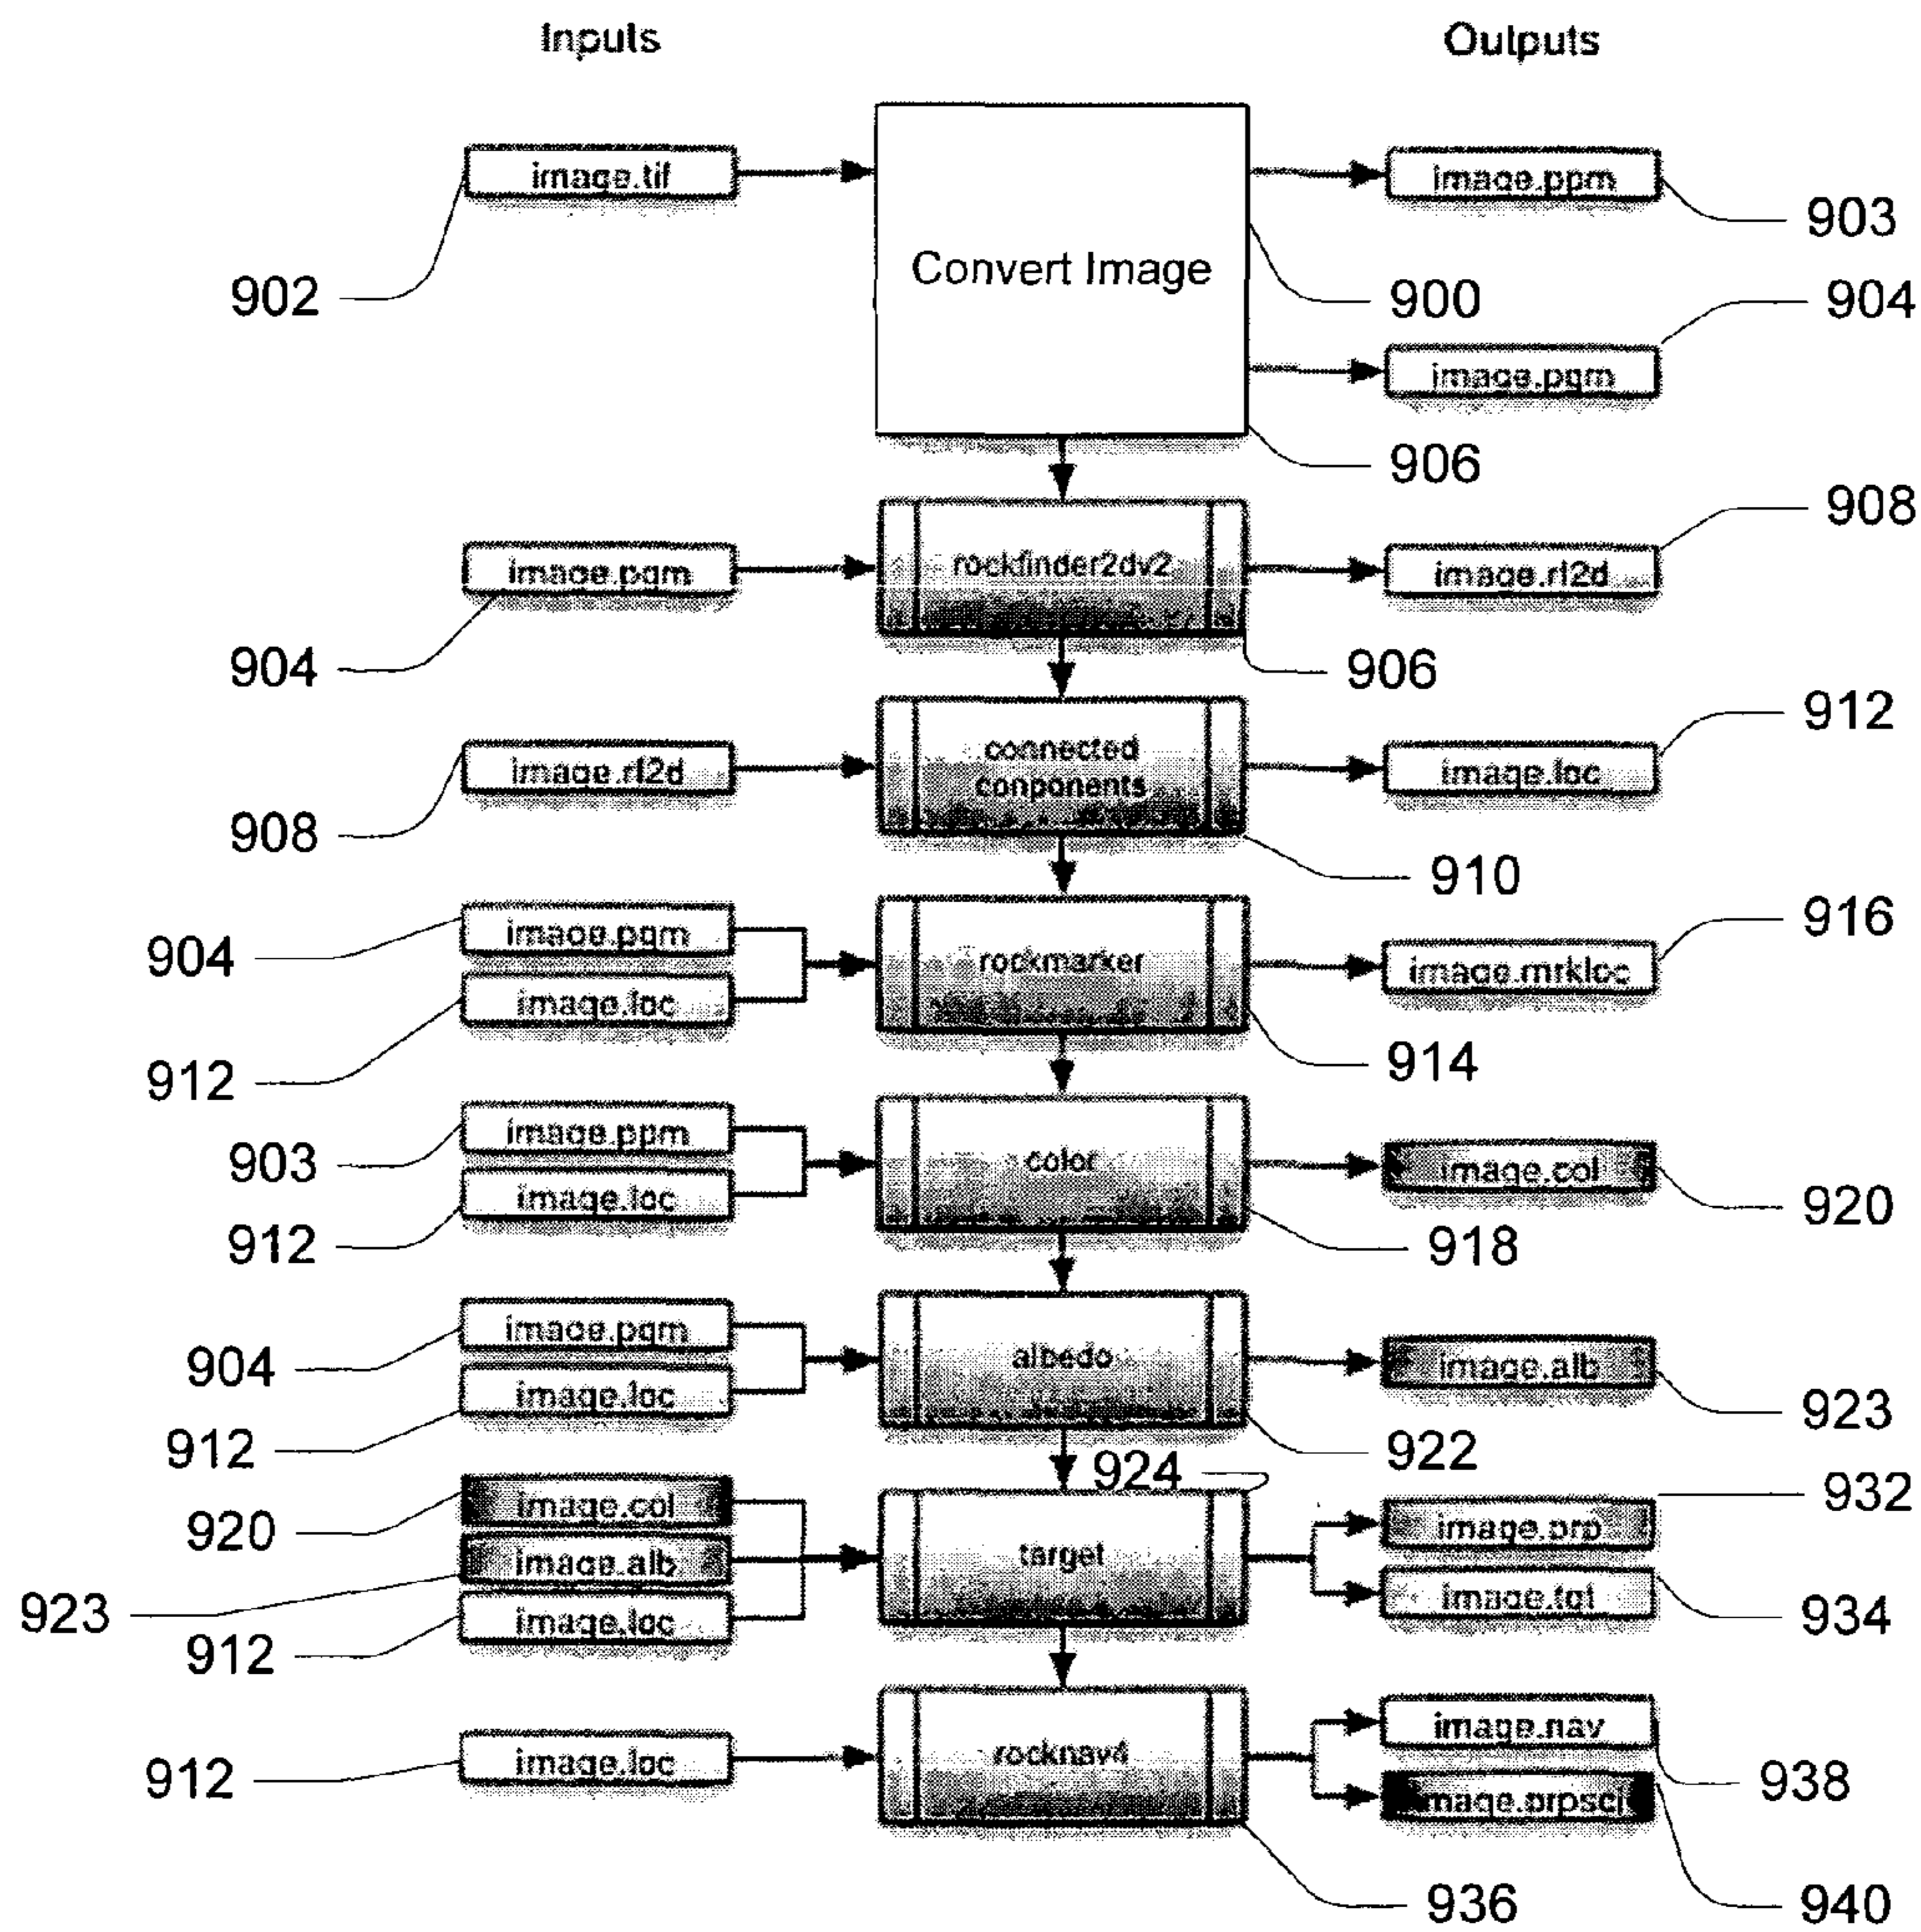 Inputs
Outputs
image.tif
image.ppm
903
902
Convert Image
900
904
image.pgm
906
908
image.pgm
rockfinder2dv2
image.rf2d
904
906
912
image.rf2d
connected
conponents
image.loc
908
910
916
904
image.pgm
image.loc
rockmarker
image.mrkloc
912
914
903
image.ppm
image.loc
color
image.col
912
918
920
904
image.pgm
image.loc
albedo
image.alb
912
922
923
924
932
920
image.col
image.alb
image.loc
target
image.prp
image.tgt
923
912
934
912
image.loc
rocknav4
image.nav
image.prpsci
938
936
940